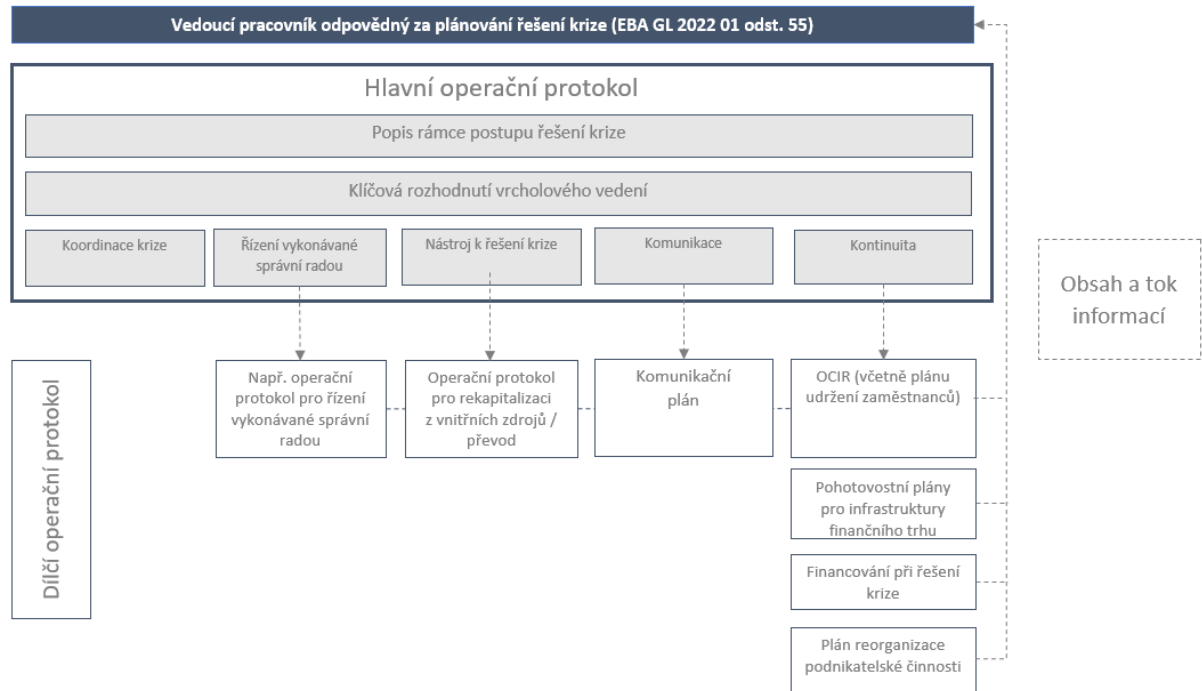 Vedoucí pracovník odpovědný za plánování řešení krize (EBA GL 2022 01 odst. 55)
Hlavní operační protokol
Popis rámce postupu řešení krize
Klíčová rozhodnutí vrcholového vedení
Koordinace krize
Řízení vykonávané
správní radou
Nástroj k řešení krize
Komunikace
Kontinuita
Obsah a tok
informací
Dílčí operační protokol
Např. operační
protokol pro řízení
vykonávané správní
radou
Operační protokol
pro rekapitalizaci
z vnitřních zdrojů /
převod
Komunikační
plán
OCIR (včetně plánu
udržení zaměstnanců)
Pohotovostní plány
pro infrastruktury
finančního trhu
Financování při řešení
krize
Plán reorganizace
podnikatelské činnosti